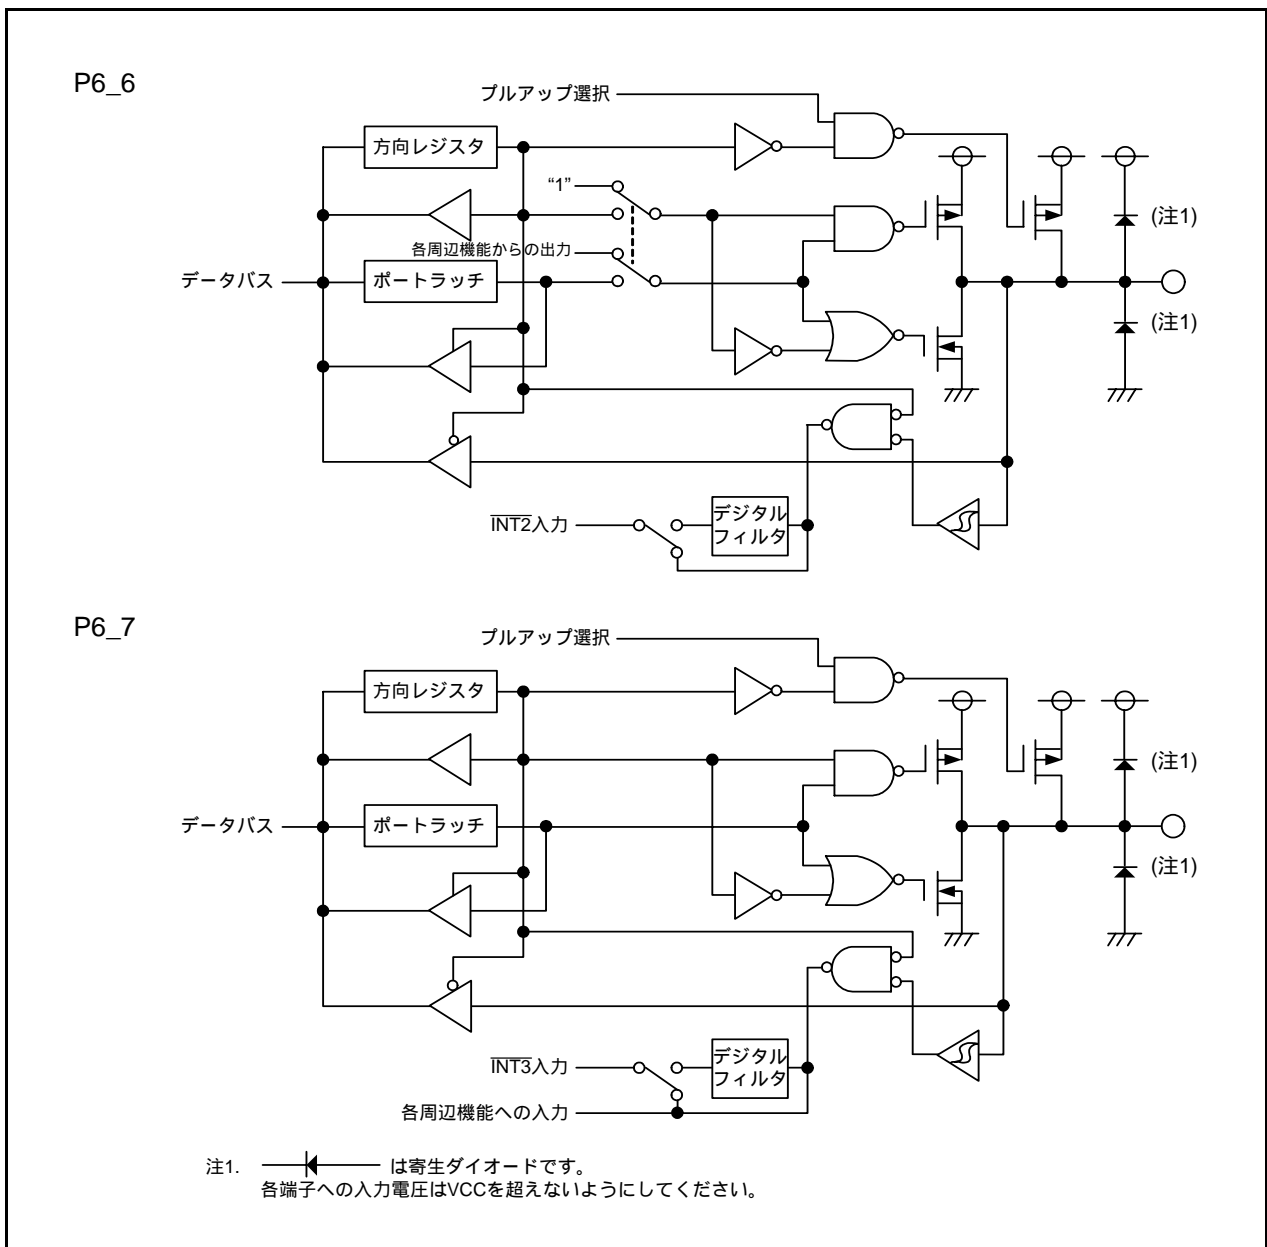 P6_6
プルアップ選択
方向レジスタ
“1”
(注1)
各周辺機能からの出力
データバス
ポートラッチ
(注1)
INT2入力
デジタル
フィルタ
P6_7
プルアップ選択
方向レジスタ
(注1)
データバス
ポートラッチ
(注1)
INT3入力
デジタル
フィルタ
各周辺機能への入力
注1. は寄生ダイオードです。
各端子への入力電圧はVCCを超えないようにしてください。